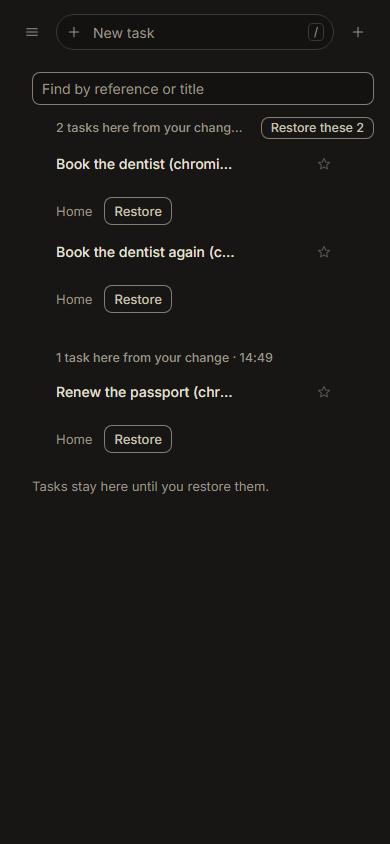 New task
/
Find by reference or title
2 tasks here from your chang...
Restore these 2
Book the dentist (chromi...
Home
Restore
Book the dentist again (c...
Home
Restore
1 task here from your change · 14:49
Renew the passport (chr...
Home
Restore
Tasks stay here until you restore them.